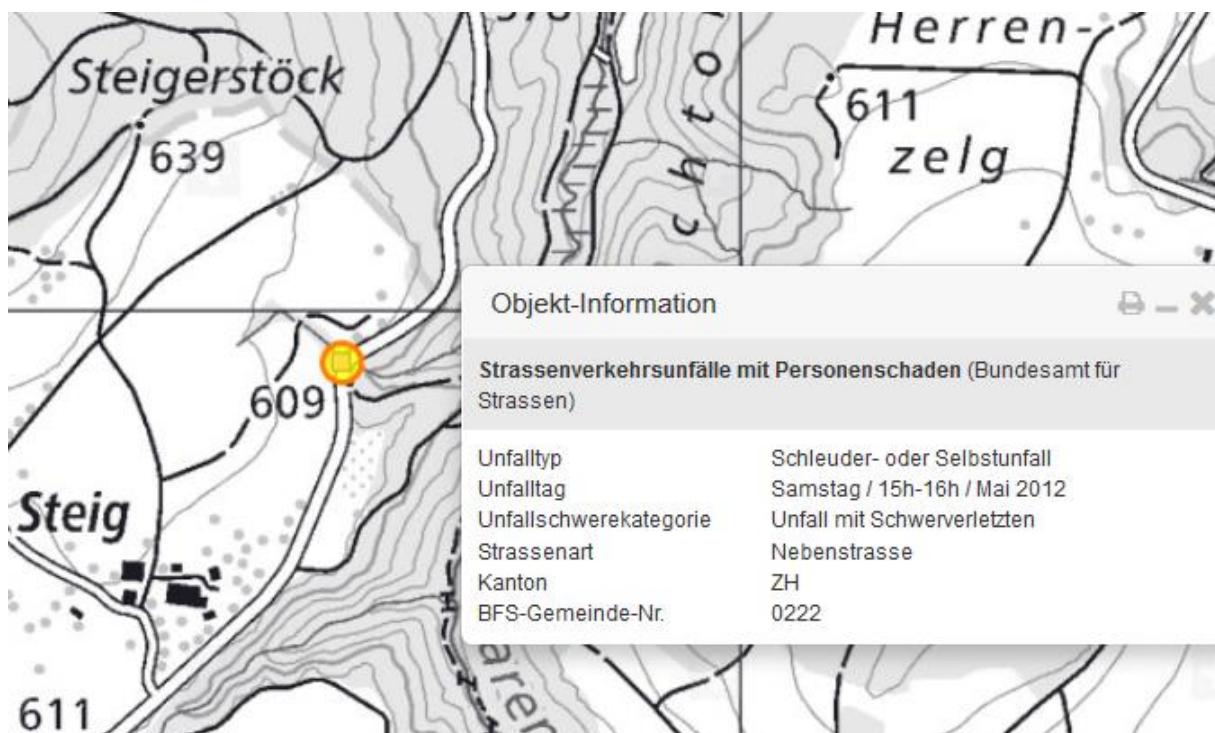 Herren-
Steigerstöck
611
639
zelg
c h t o
Objekt-Information
Strassenverkehrsunfälle mit Personenschaden (Bundesamt für
Strassen)
609
Unfalltyp Schleuder- oder Selbstunfall
Unfalltag Samstag / 15h-16h / Mai 2012
Unfallschwerekategorie Unfall mit Schwerverletzten
Strassenart Nebenstrasse
Kanton ZH
BFS-Gemeinde-Nr. 0222
Steig
611